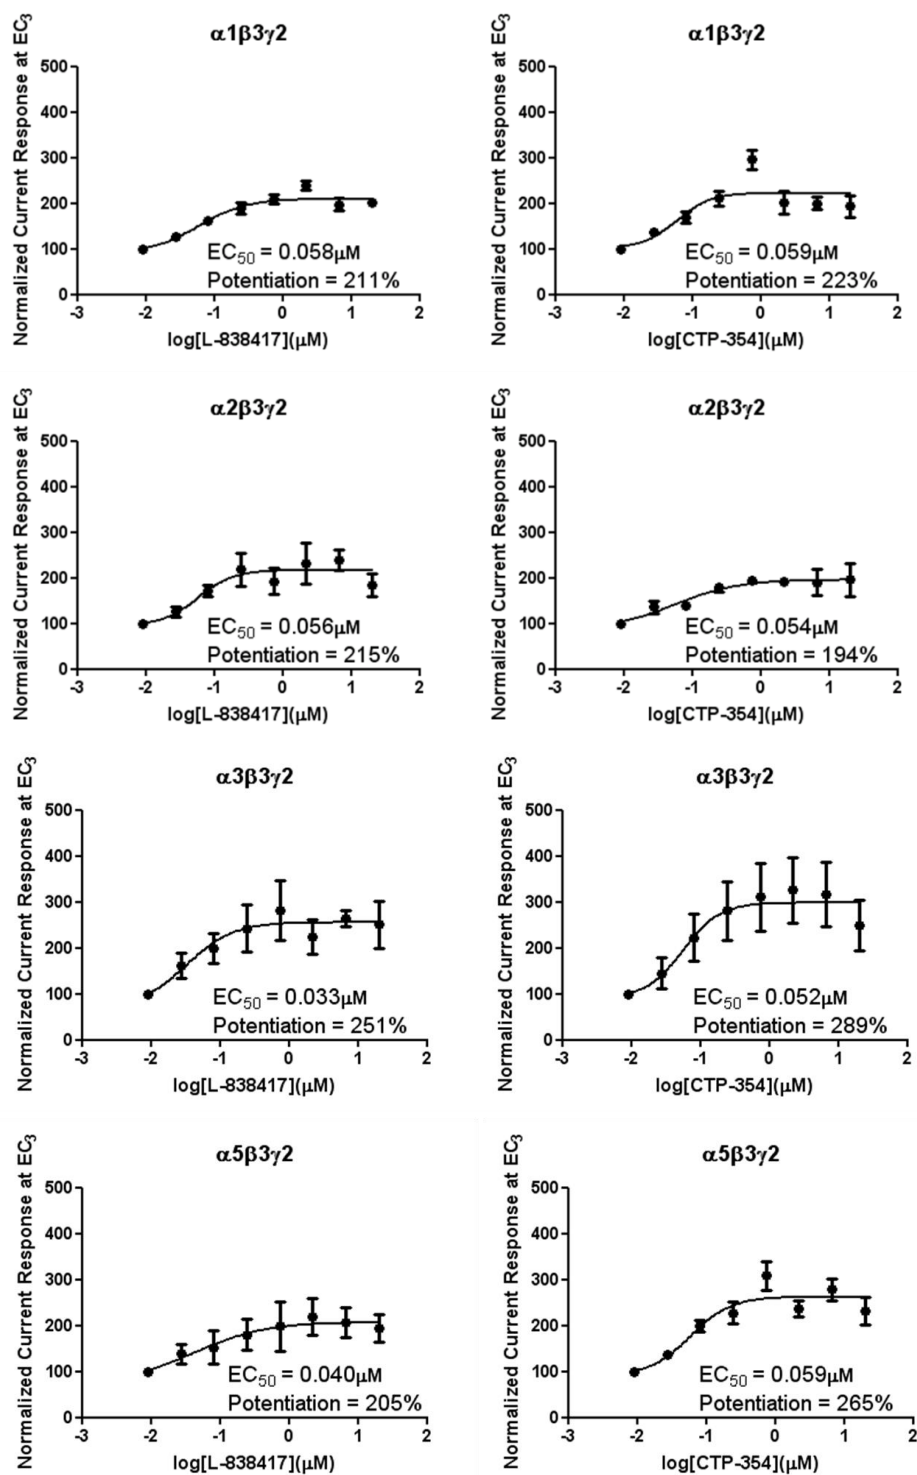 α1β3γ2
Normalized Current Response at EC3
500
400
300
200
100
0
EC50 = 0.058μM
Potentiation = 211%
-3 -2 -1 0 1 2
log[L-838417](μM)
α1β3γ2
Normalized Current Response at EC3
500
400
300
200
100
0
EC50 = 0.059μM
Potentiation = 223%
-3 -2 -1 0 1 2
log[CTP-354](μM)
α2β3γ2
Normalized Current Response at EC3
500
400
300
200
100
0
EC50 = 0.056μM
Potentiation = 215%
-3 -2 -1 0 1 2
log[L-838417](μM)
α2β3γ2
Normalized Current Response at EC3
500
400
300
200
100
0
EC50 = 0.054μM
Potentiation = 194%
-3 -2 -1 0 1 2
log[CTP-354](μM)
α3β3γ2
Normalized Current Response at EC3
500
400
300
200
100
0
EC50 = 0.033μM
Potentiation = 251%
-3 -2 -1 0 1 2
log[L-838417](μM)
α3β3γ2
Normalized Current Response at EC3
500
400
300
200
100
0
EC50 = 0.052μM
Potentiation = 289%
-3 -2 -1 0 1 2
log[CTP-354](μM)
α5β3γ2
Normalized Current Response at EC3
500
400
300
200
100
0
EC50 = 0.040μM
Potentiation = 205%
-3 -2 -1 0 1 2
log[L-838417](μM)
α5β3γ2
Normalized Current Response at EC3
500
400
300
200
100
0
EC50 = 0.059μM
Potentiation = 265%
-3 -2 -1 0 1 2
log[CTP-354](μM)